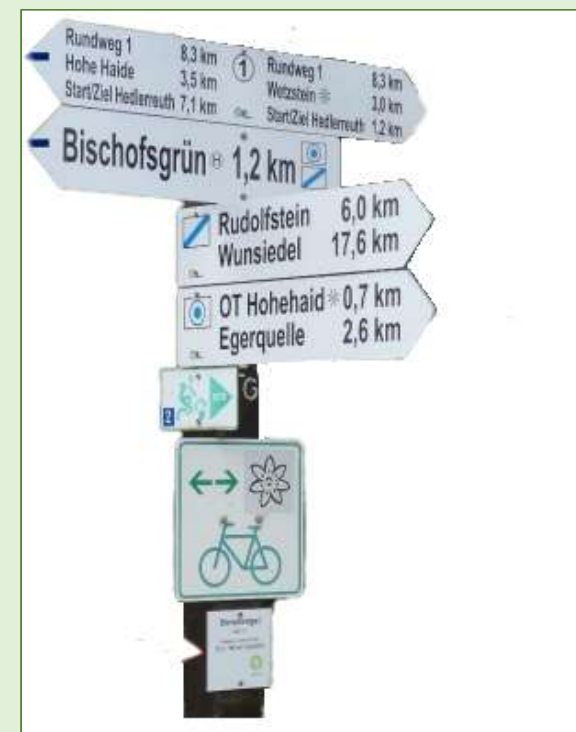 Rundweg 1 8,3 km
Hohe Haide 3,5 km
Start/Ziel Hedlerreuth 7,1 km
1
Rundweg 1 8,3 km
Wetzstein 3,0 km
Start/Ziel Hedlerreuth 1,2 km
Bischofsgrün H 1,2 km
Rudolfstein 6,0 km
Wunsiedel 17,6 km
OT Hohehaid 0,7 km
Egerquelle 2,6 km
2
G